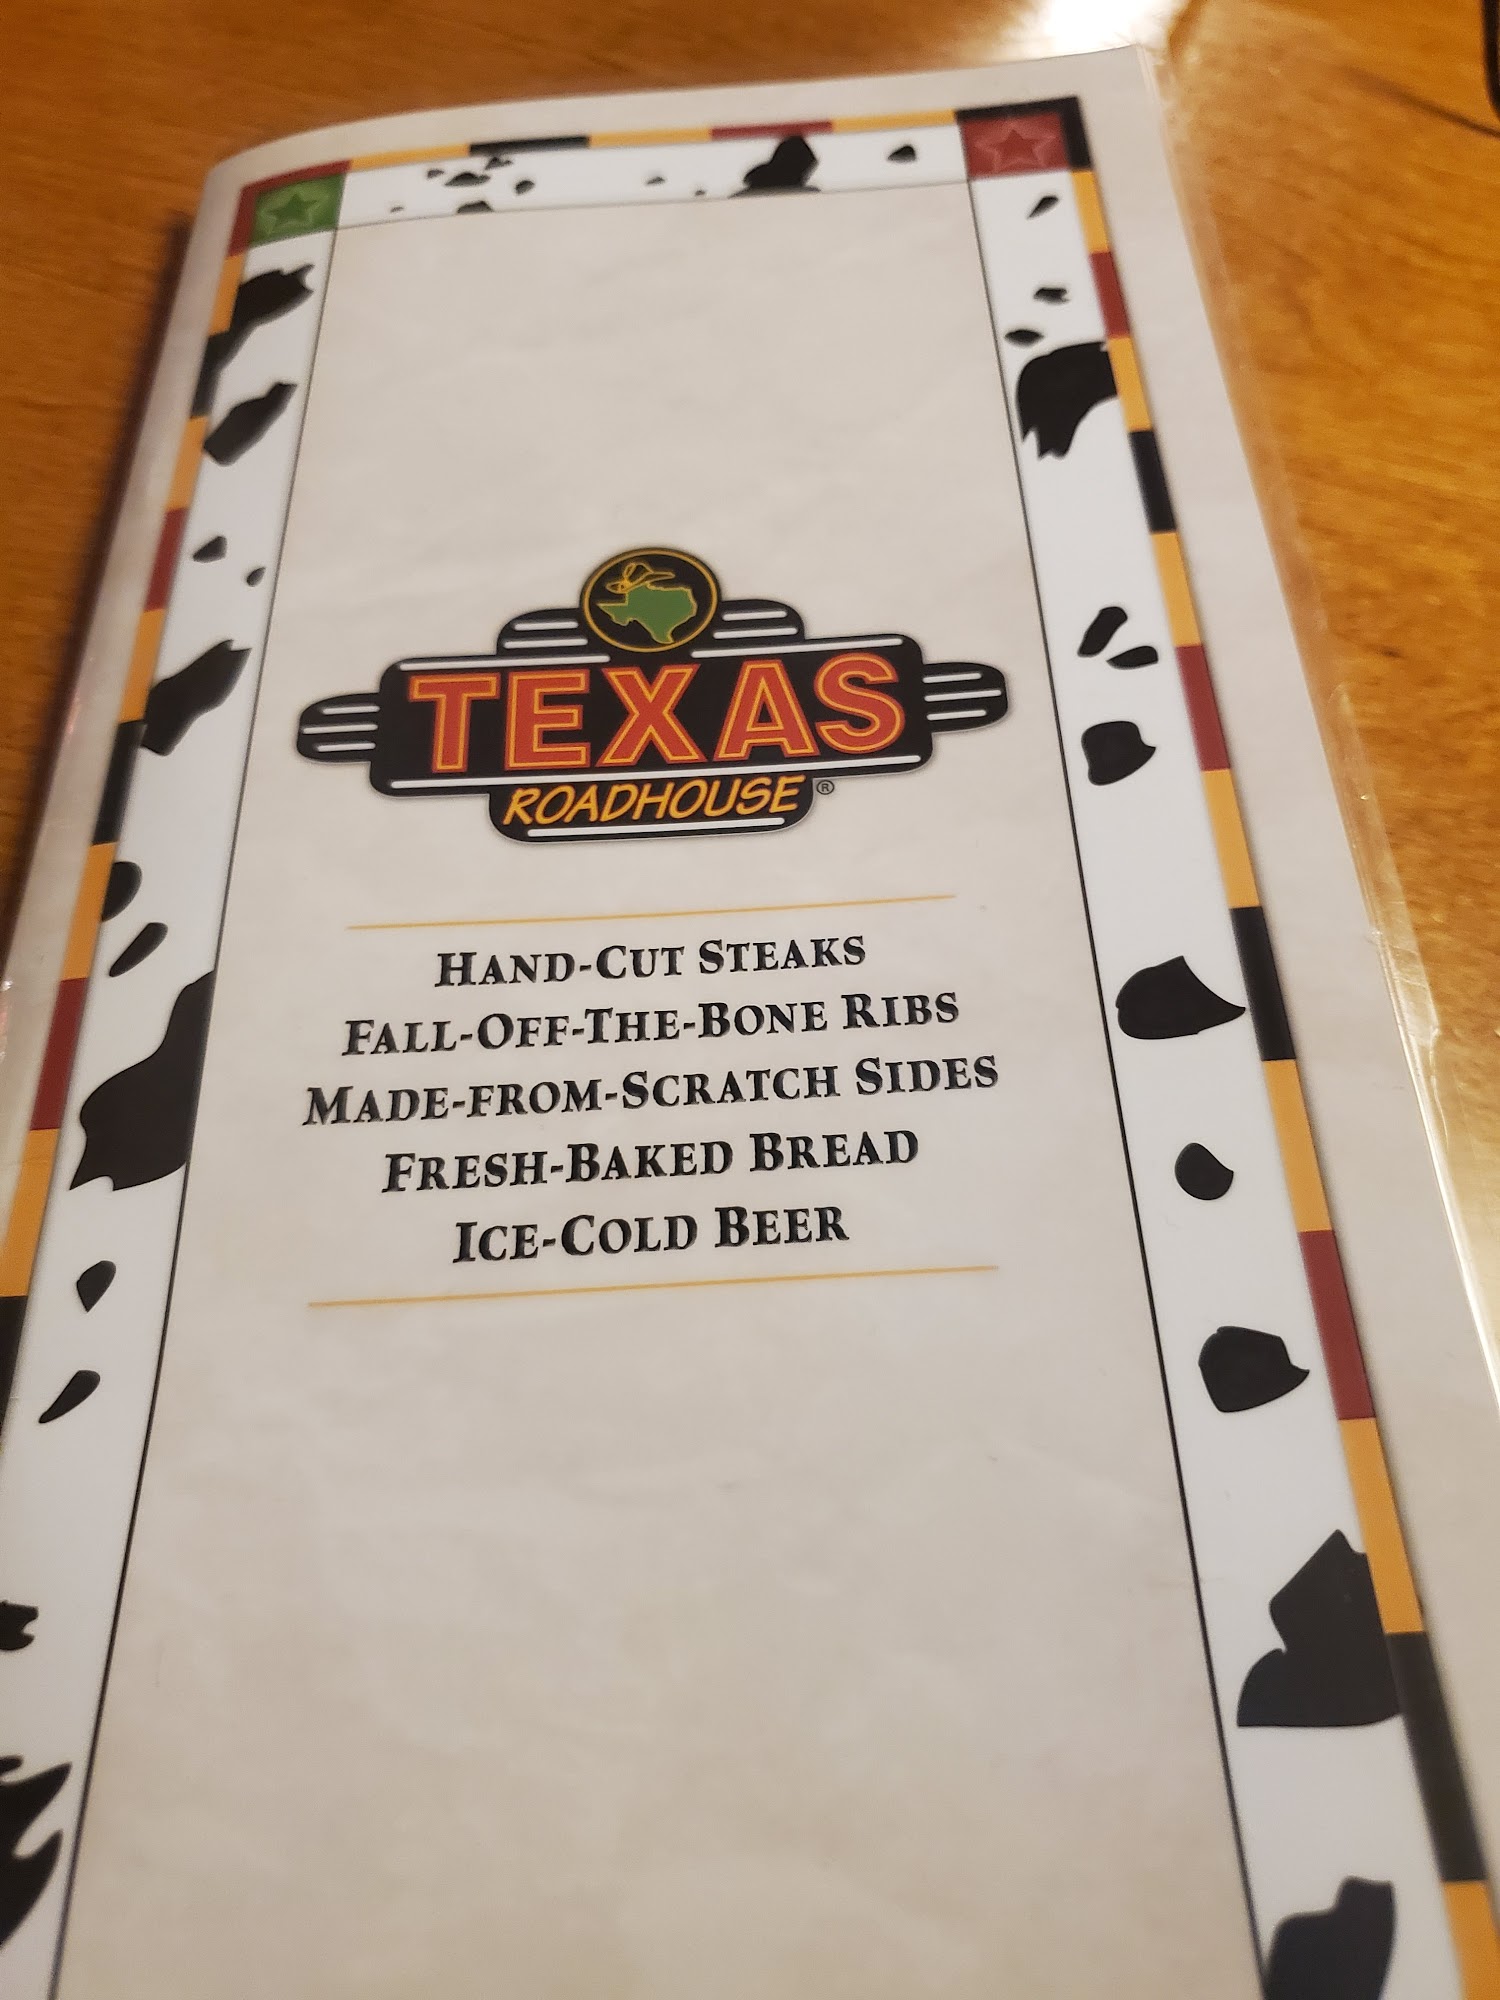 TEXAS
ROADHOUSE®
HAND-CUT STEAKS
FALL-OFF-THE-BONE RIBS
MADE-FROM-SCRATCH SIDES
FRESH-BAKED BREAD
ICE-COLD BEER